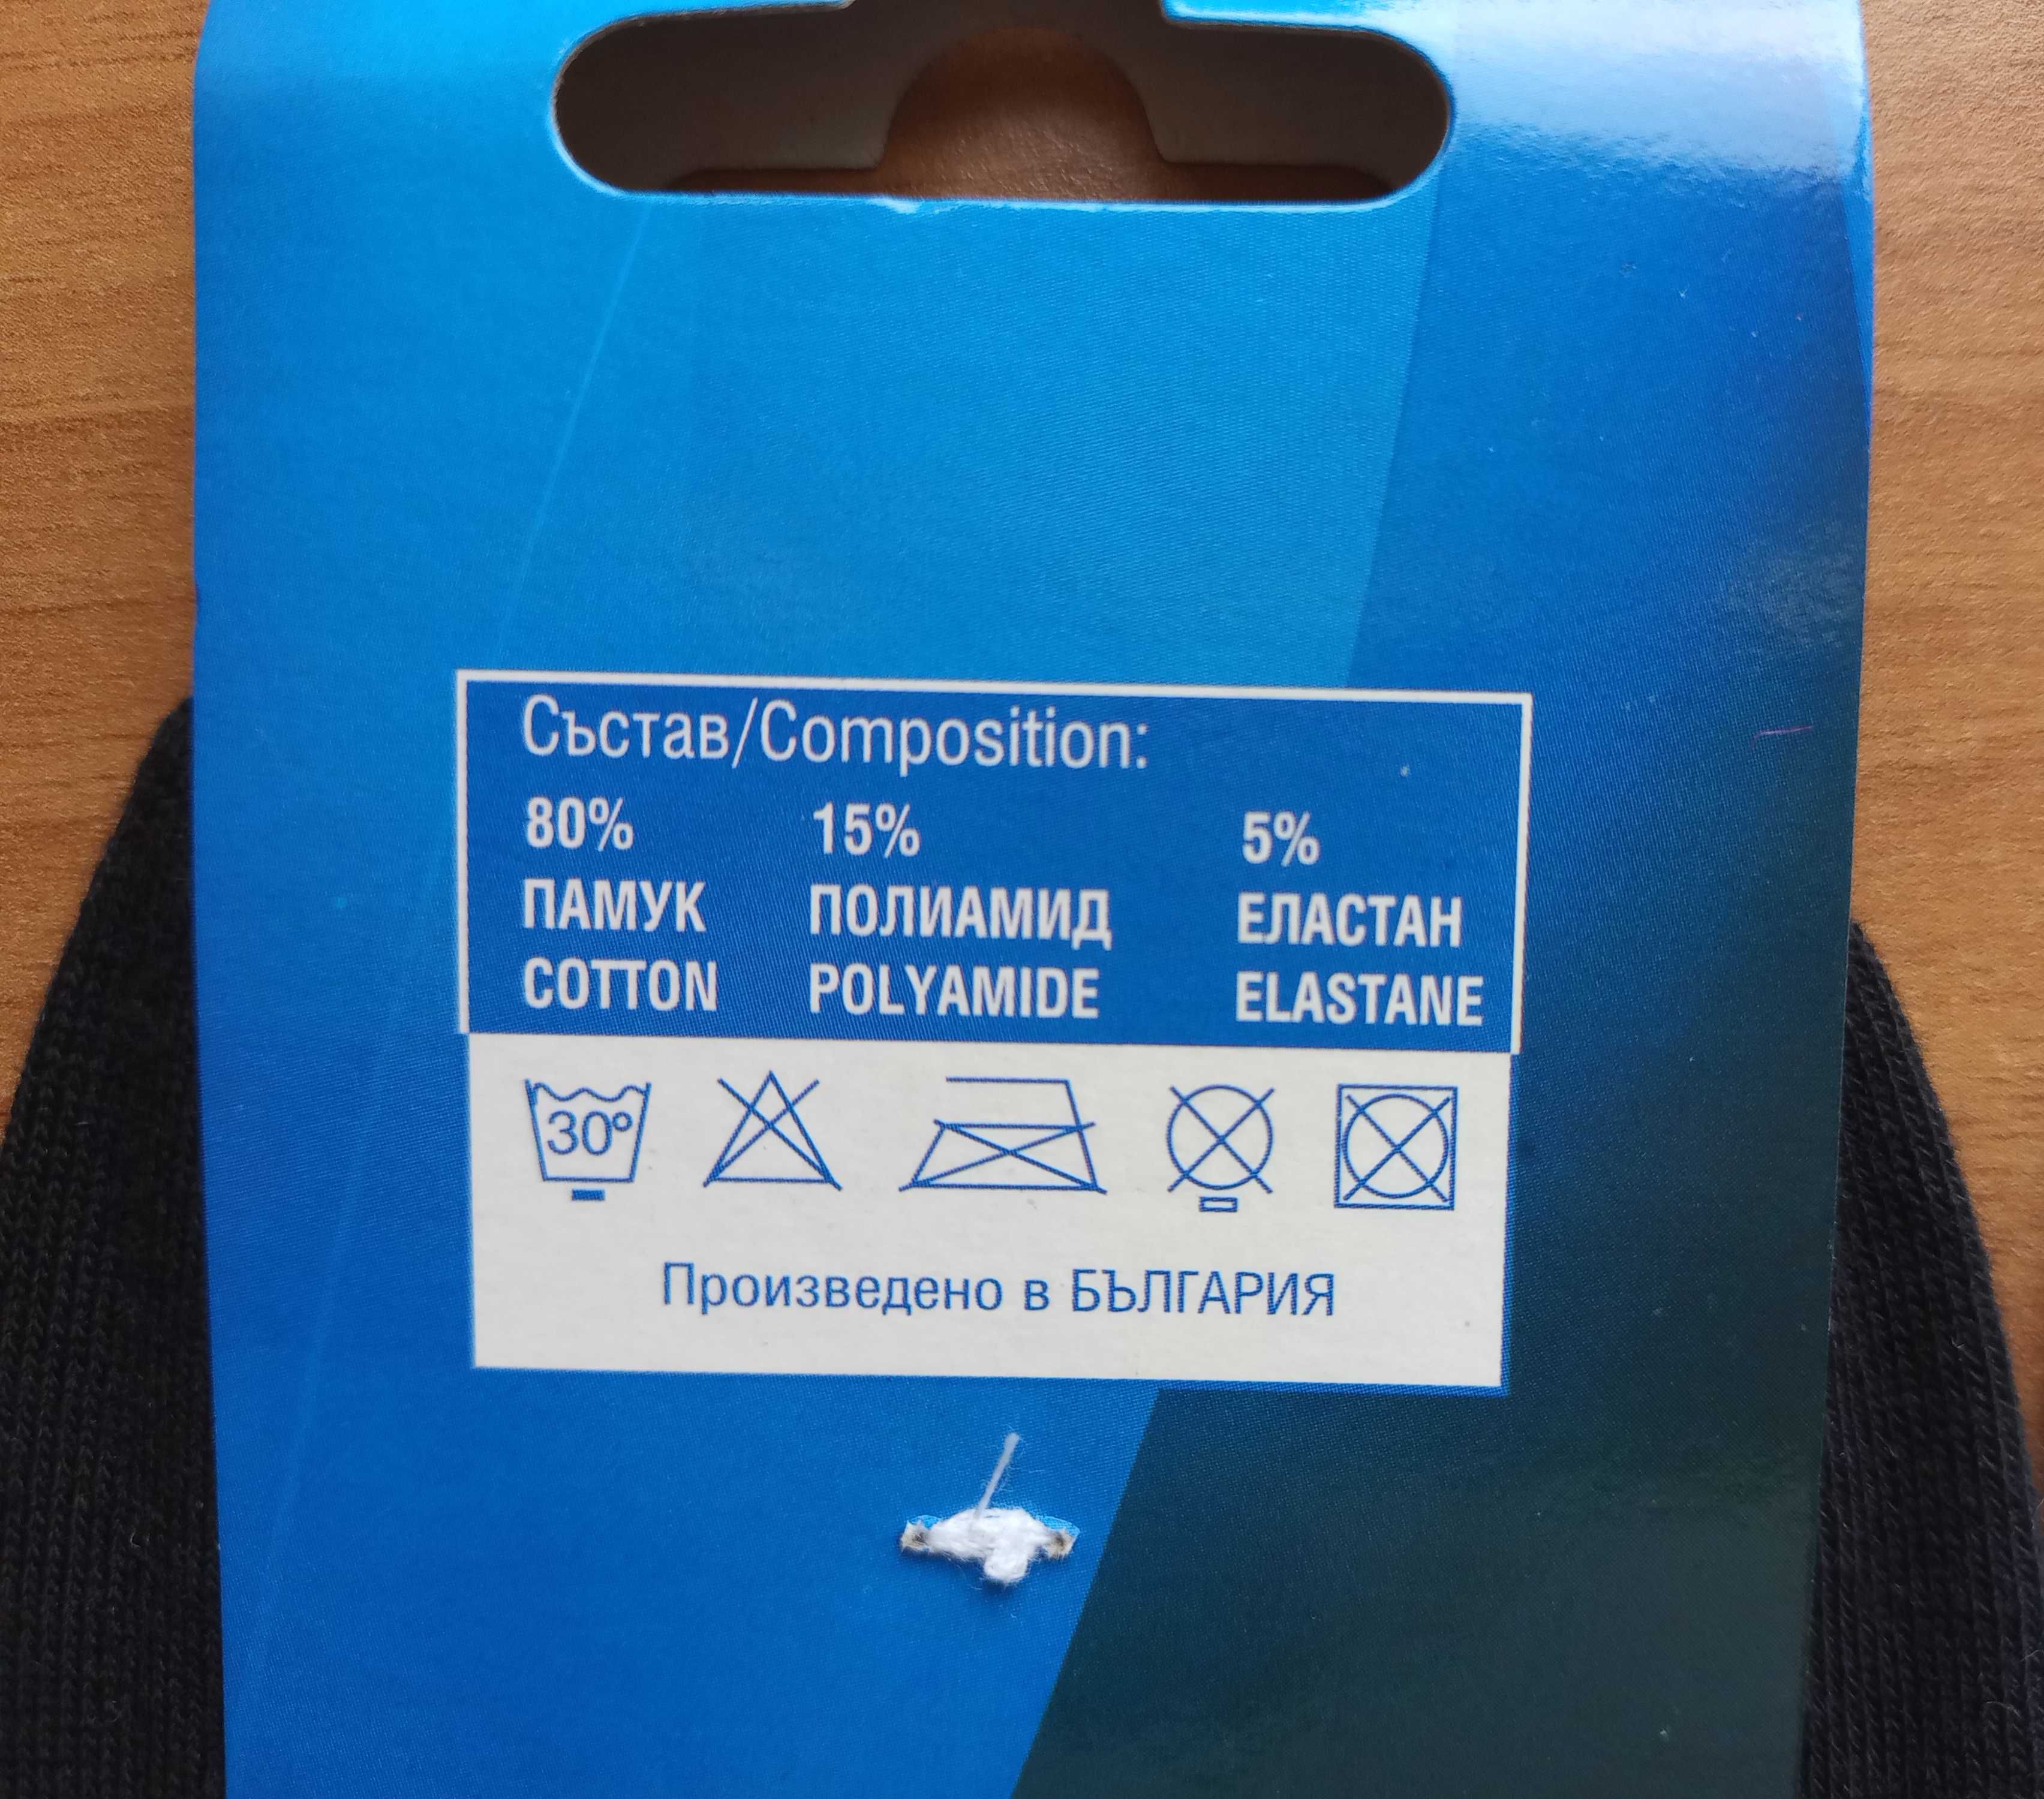 Състав/Composition:
80% 15% 5%
ПАМУК ПОЛИАМИД ЕЛАСТАН
COTTON POLYAMIDE ELASTANE
30°
Произведено в БЪЛГАРИЯ